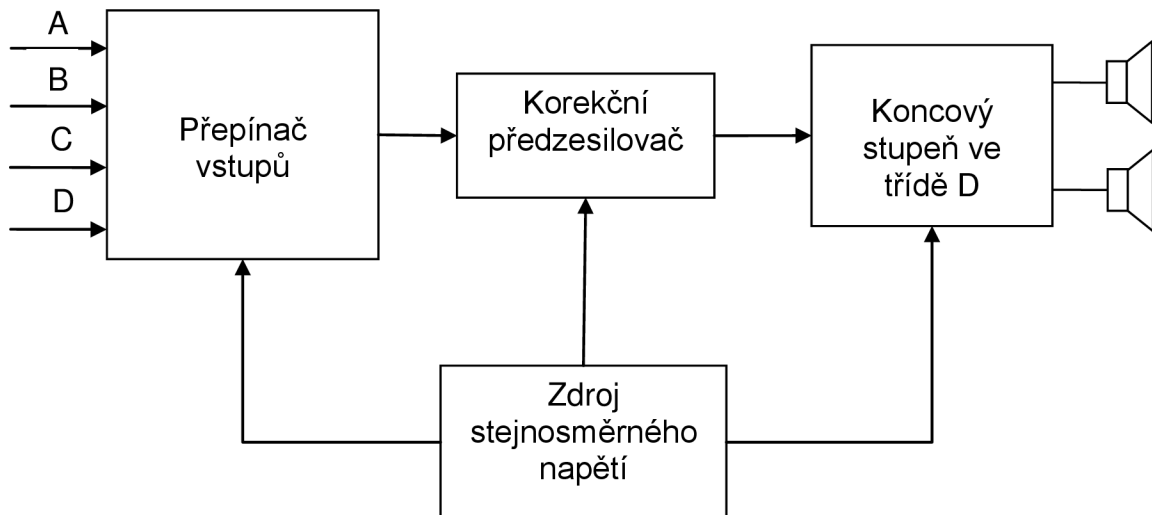 A
B
C
D
Přepínač
vstupů
Korekční
předzesilovač
Koncový
stupeň ve
třídě D
Zdroj
stejnosměrného
napětí